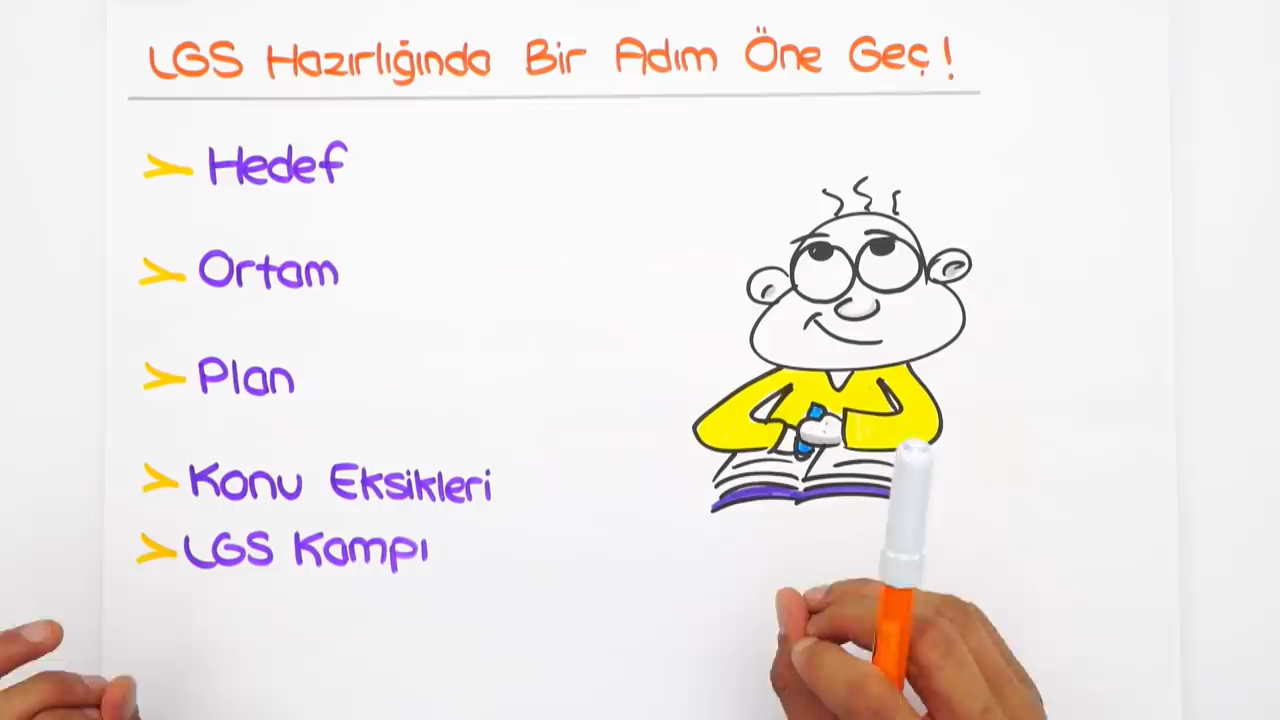 LGS Hazırlığında Bir Adım Öne Geç!
Hedef
Ortam
Plan
Konu Eksikleri
LGS Kampı